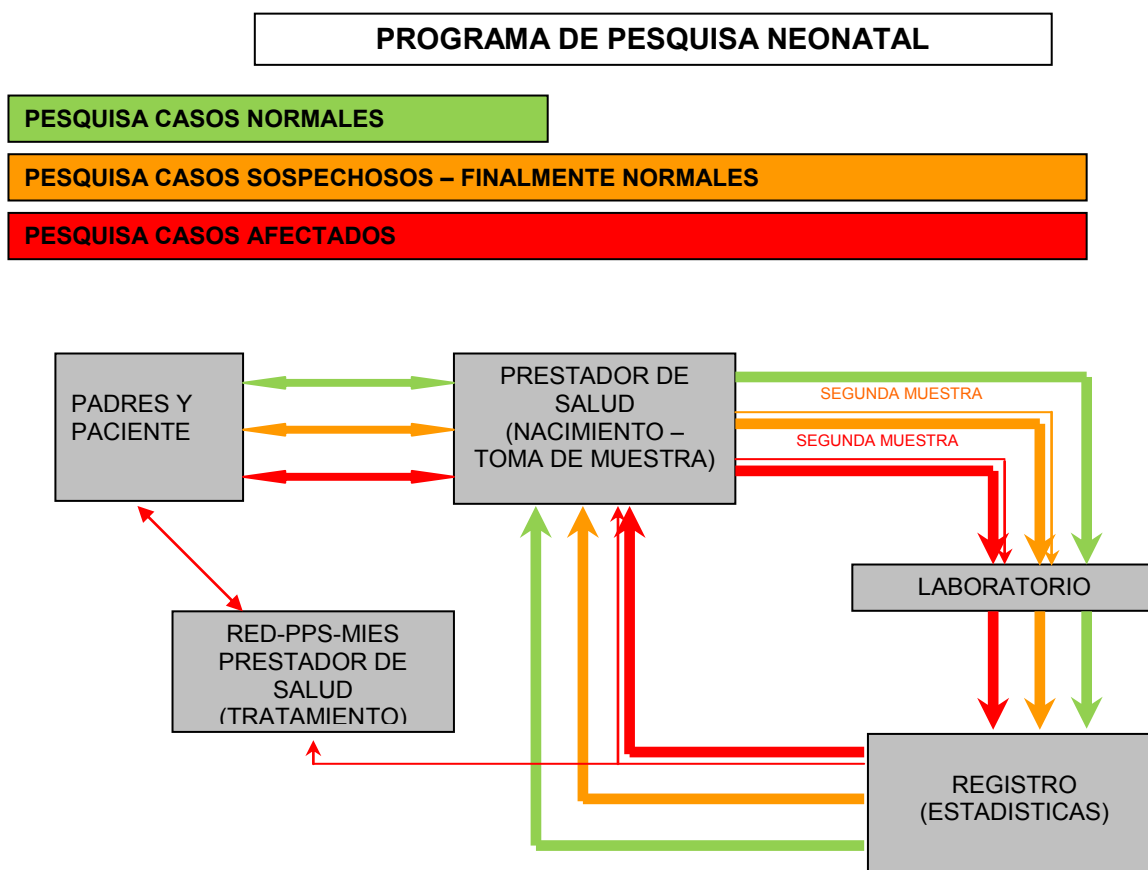 PROGRAMA DE PESQUISA NEONATAL
PESQUISA CASOS NORMALES
PESQUISA CASOS SOSPECHOSOS – FINALMENTE NORMALES
PESQUISA CASOS AFECTADOS
PADRES Y
PACIENTE
PRESTADOR DE
SALUD
(NACIMIENTO –
TOMA DE MUESTRA)
SEGUNDA MUESTRA
SEGUNDA MUESTRA
LABORATORIO
RED-PPS-MIES
PRESTADOR DE
SALUD
(TRATAMIENTO)
REGISTRO
(ESTADISTICAS)